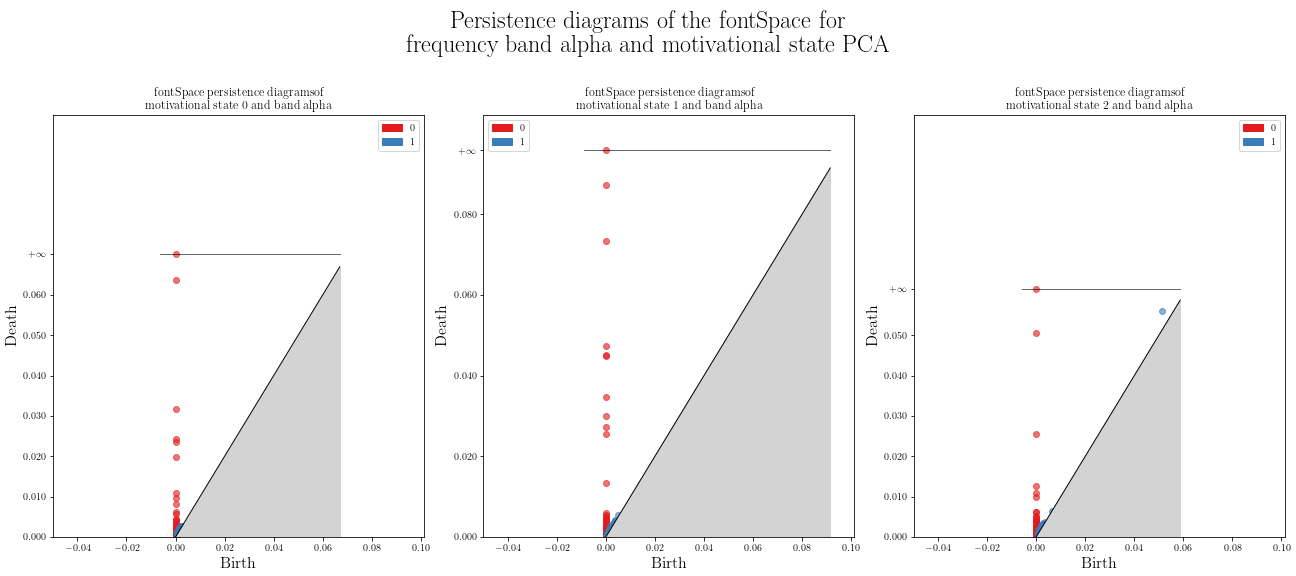 Persistence diagrams of the fontSpace for
frequency band alpha and motivational state PCA
fontSpace persistence diagramsof
motivational state 0 and band alpha
0
1
+∞
0.060
0.050
0.040
0.030
0.020
0.010
0.000
Death
−0.04 −0.02 0.00 0.02 0.04 0.06 0.08 0.10
Birth
fontSpace persistence diagramsof
motivational state 1 and band alpha
0
1
+∞
0.080
0.060
0.040
0.020
0.000
Death
−0.04 −0.02 0.00 0.02 0.04 0.06 0.08 0.10
Birth
fontSpace persistence diagramsof
motivational state 2 and band alpha
0
1
+∞
0.050
0.040
0.030
0.020
0.010
0.000
Death
−0.04 −0.02 0.00 0.02 0.04 0.06 0.08 0.10
Birth